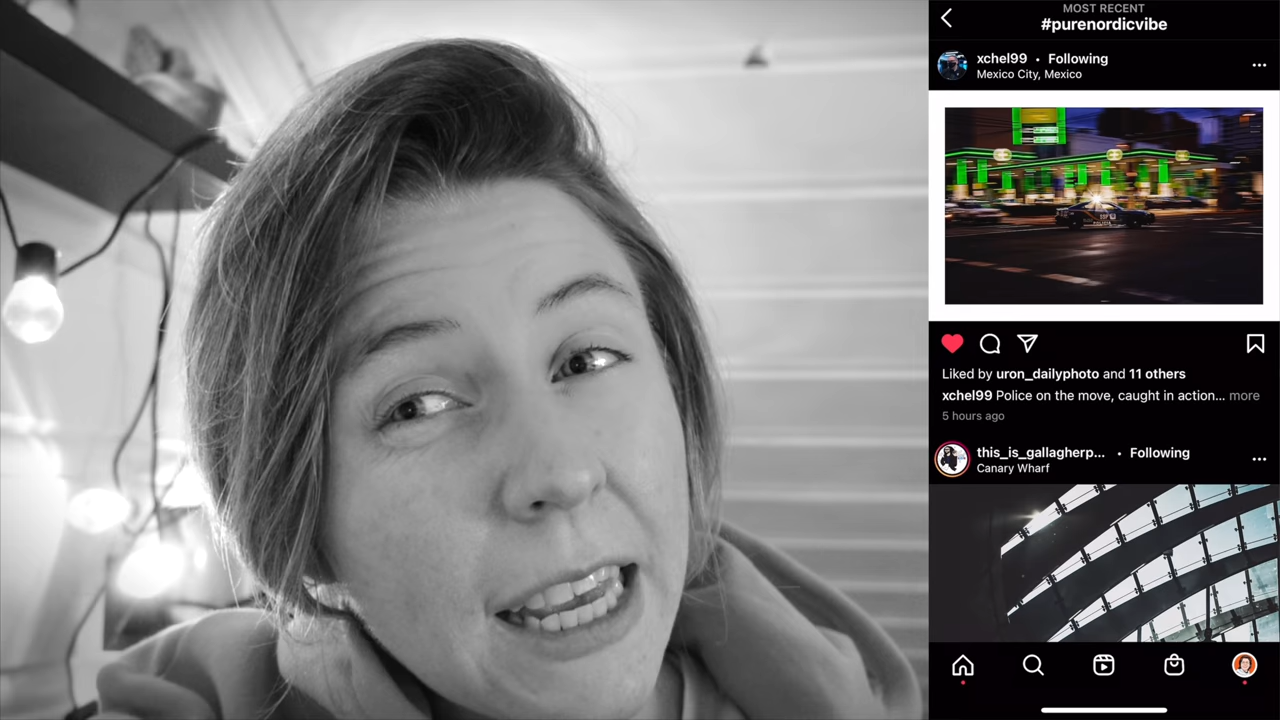 MOST RECENT
#purenordicvibe
xchel99 • Following
Mexico City, Mexico
Liked by uron_dailyphoto and 11 others
xchel99 Police on the move, caught in action... more
5 hours ago
this_is_gallagherp... • Following
Canary Wharf